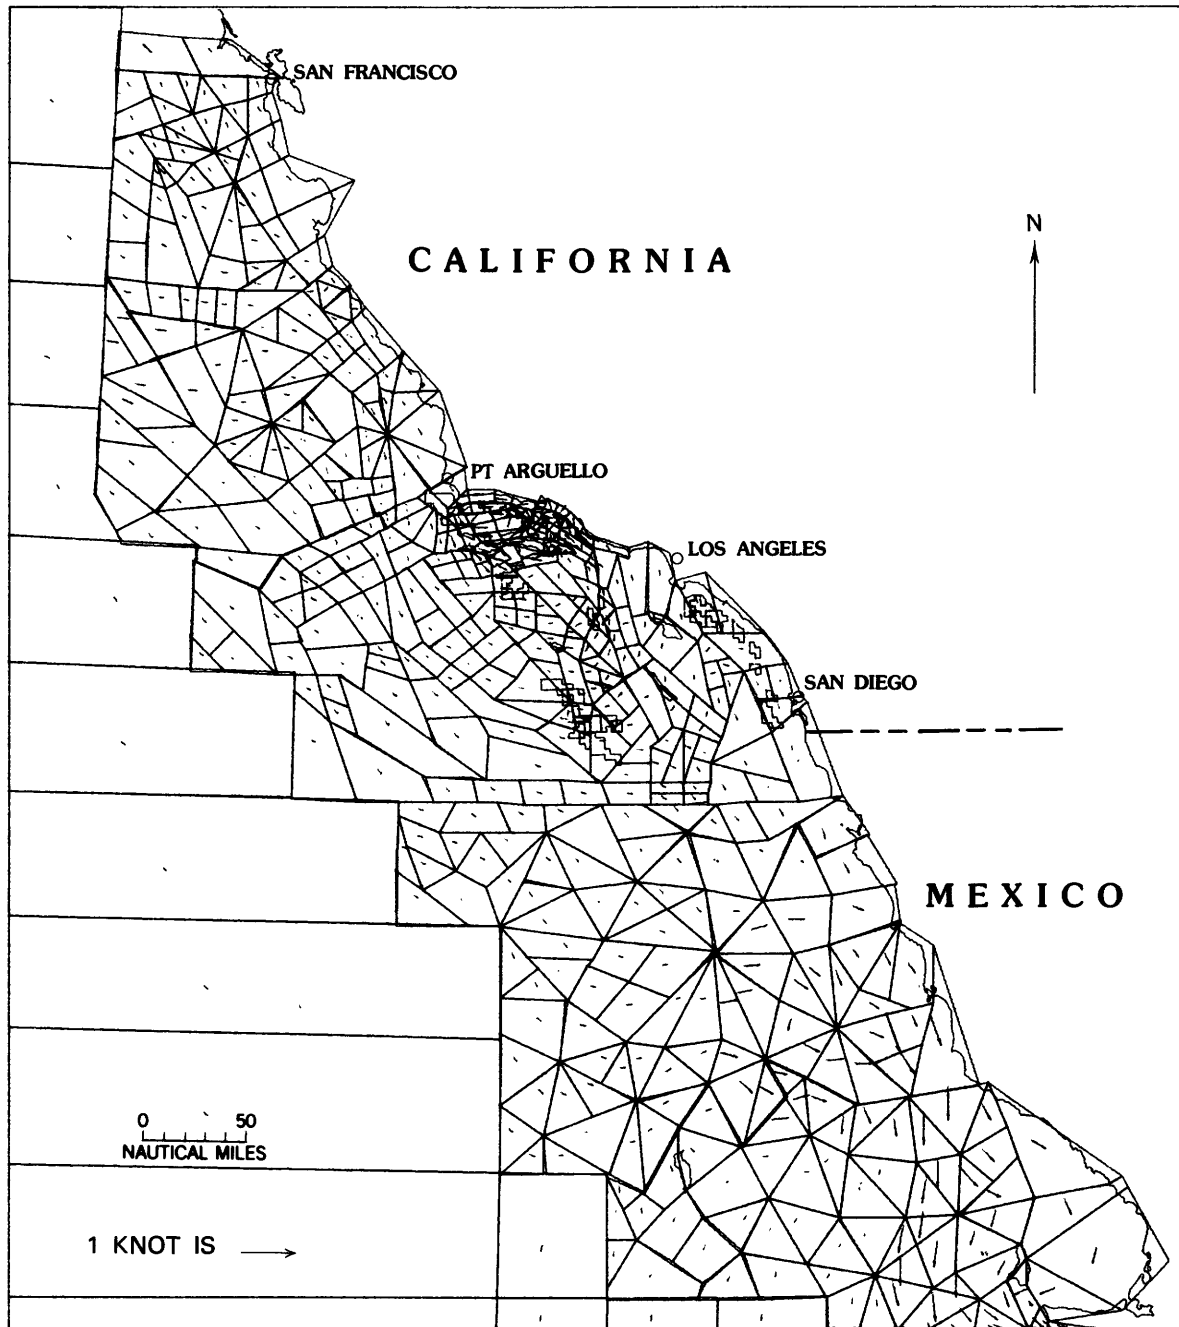 SAN FRANCISCO
N
CALIFORNIA
PT ARGUELLO
LOS ANGELES
SAN DIEGO
MEXICO
0 50
NAUTICAL MILES
1 KNOT IS